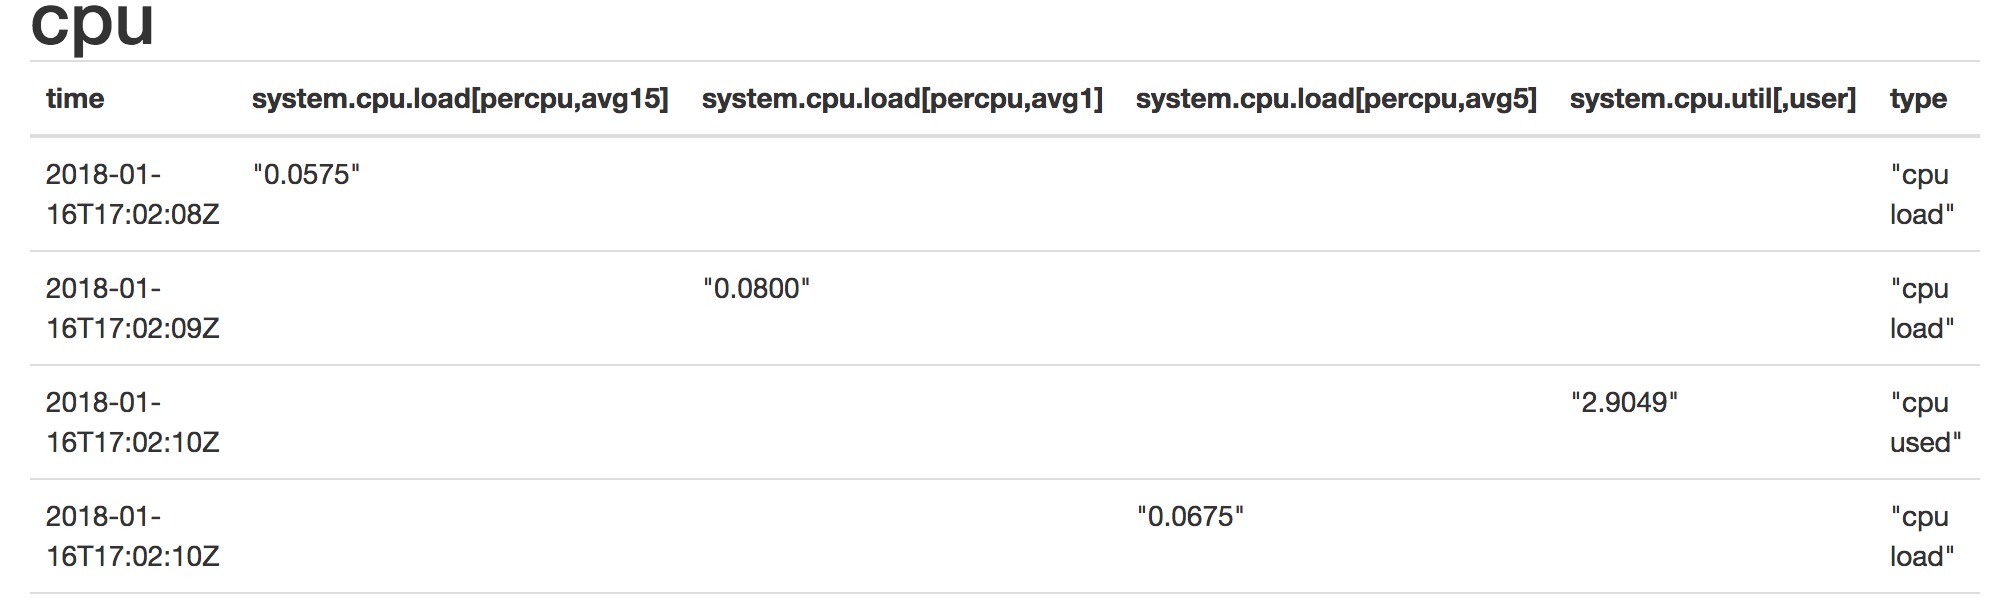 cpu
time system.cpu.load[percpu,avg15] system.cpu.load[percpu,avg1] system.cpu.load[percpu,avg5] system.cpu.util[,user] type
2018-01- "0.0575" "cpu
16T17:02:08Z load"
2018-01- "0.0800" "cpu
16T17:02:09Z load"
2018-01- "2.9049" "cpu
16T17:02:10Z used"
2018-01- "0.0675" "cpu
16T17:02:10Z load"